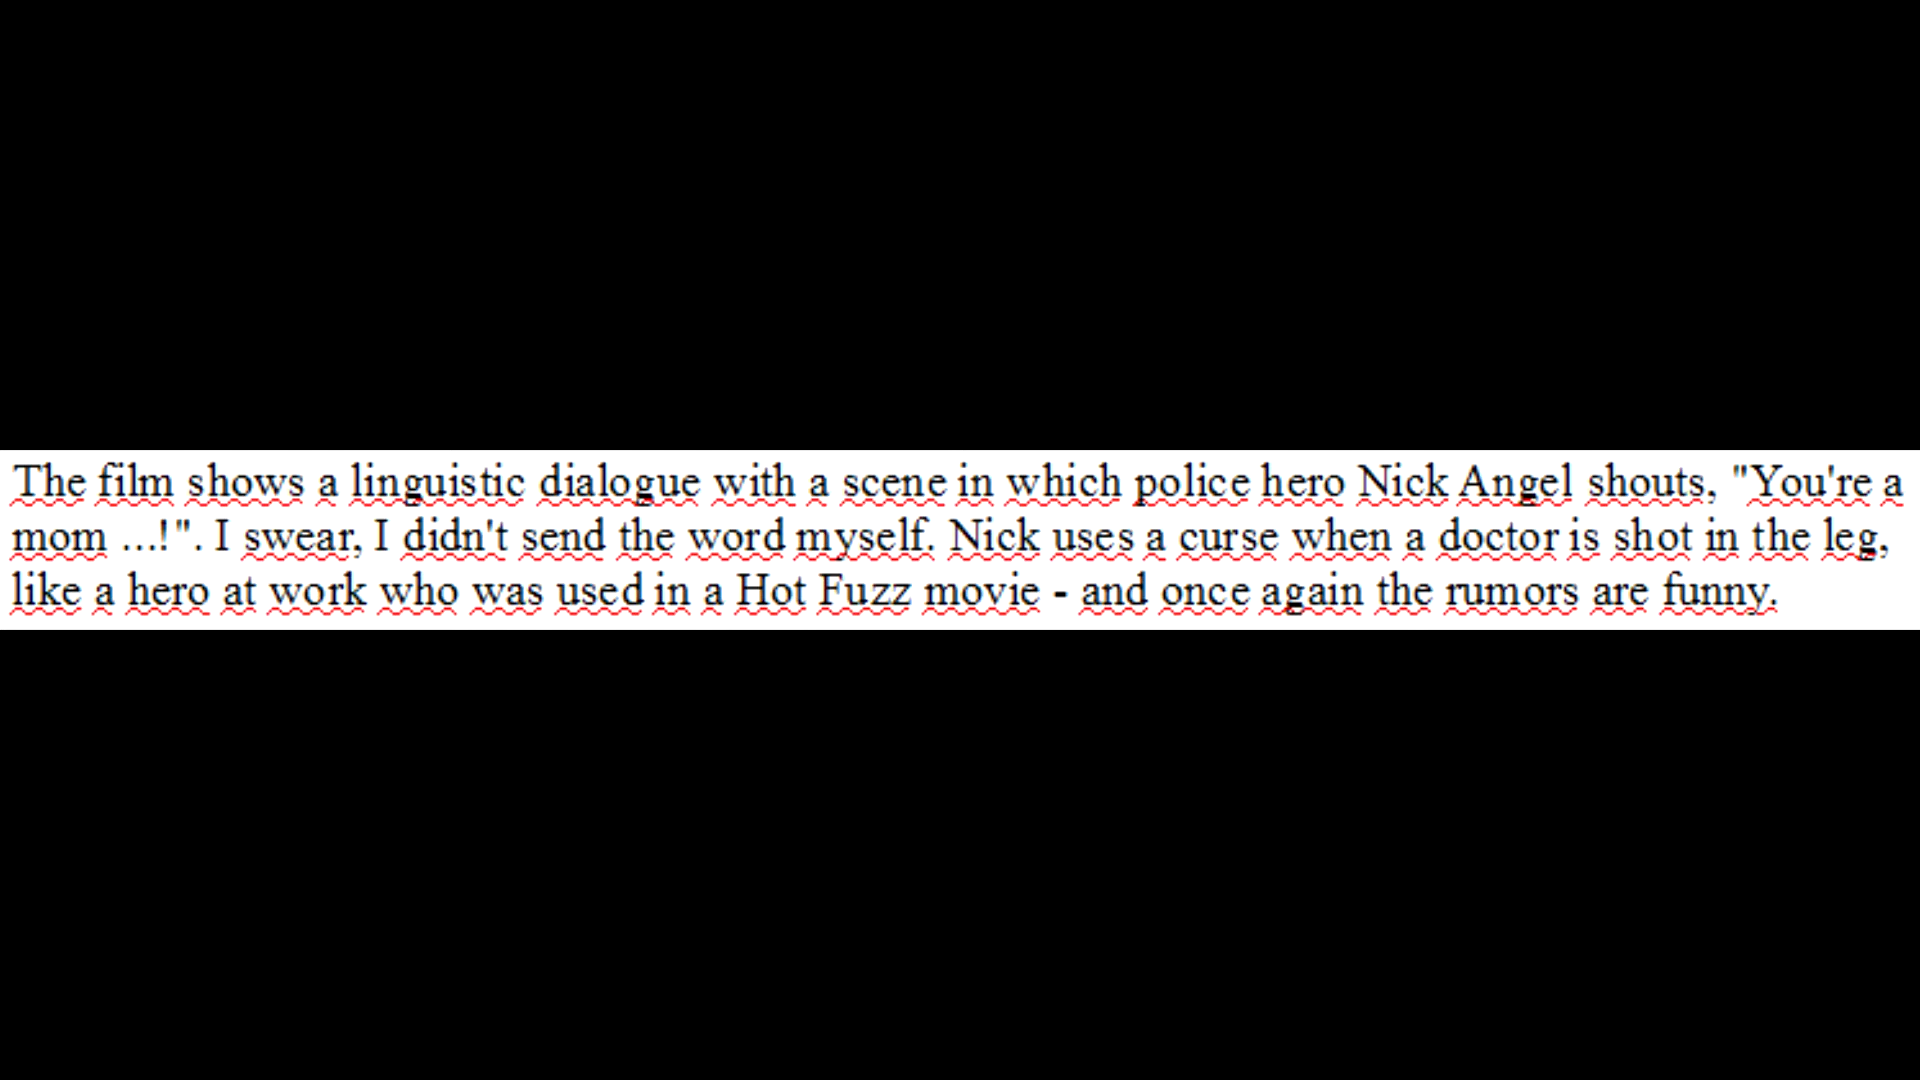 The film shows a linguistic dialogue with a scene in which police hero Nick Angel shouts, "You're a
mom ...!". I swear, I didn't send the word myself. Nick uses a curse when a doctor is shot in the leg,
like a hero at work who was used in a Hot Fuzz movie - and once again the rumors are funny.